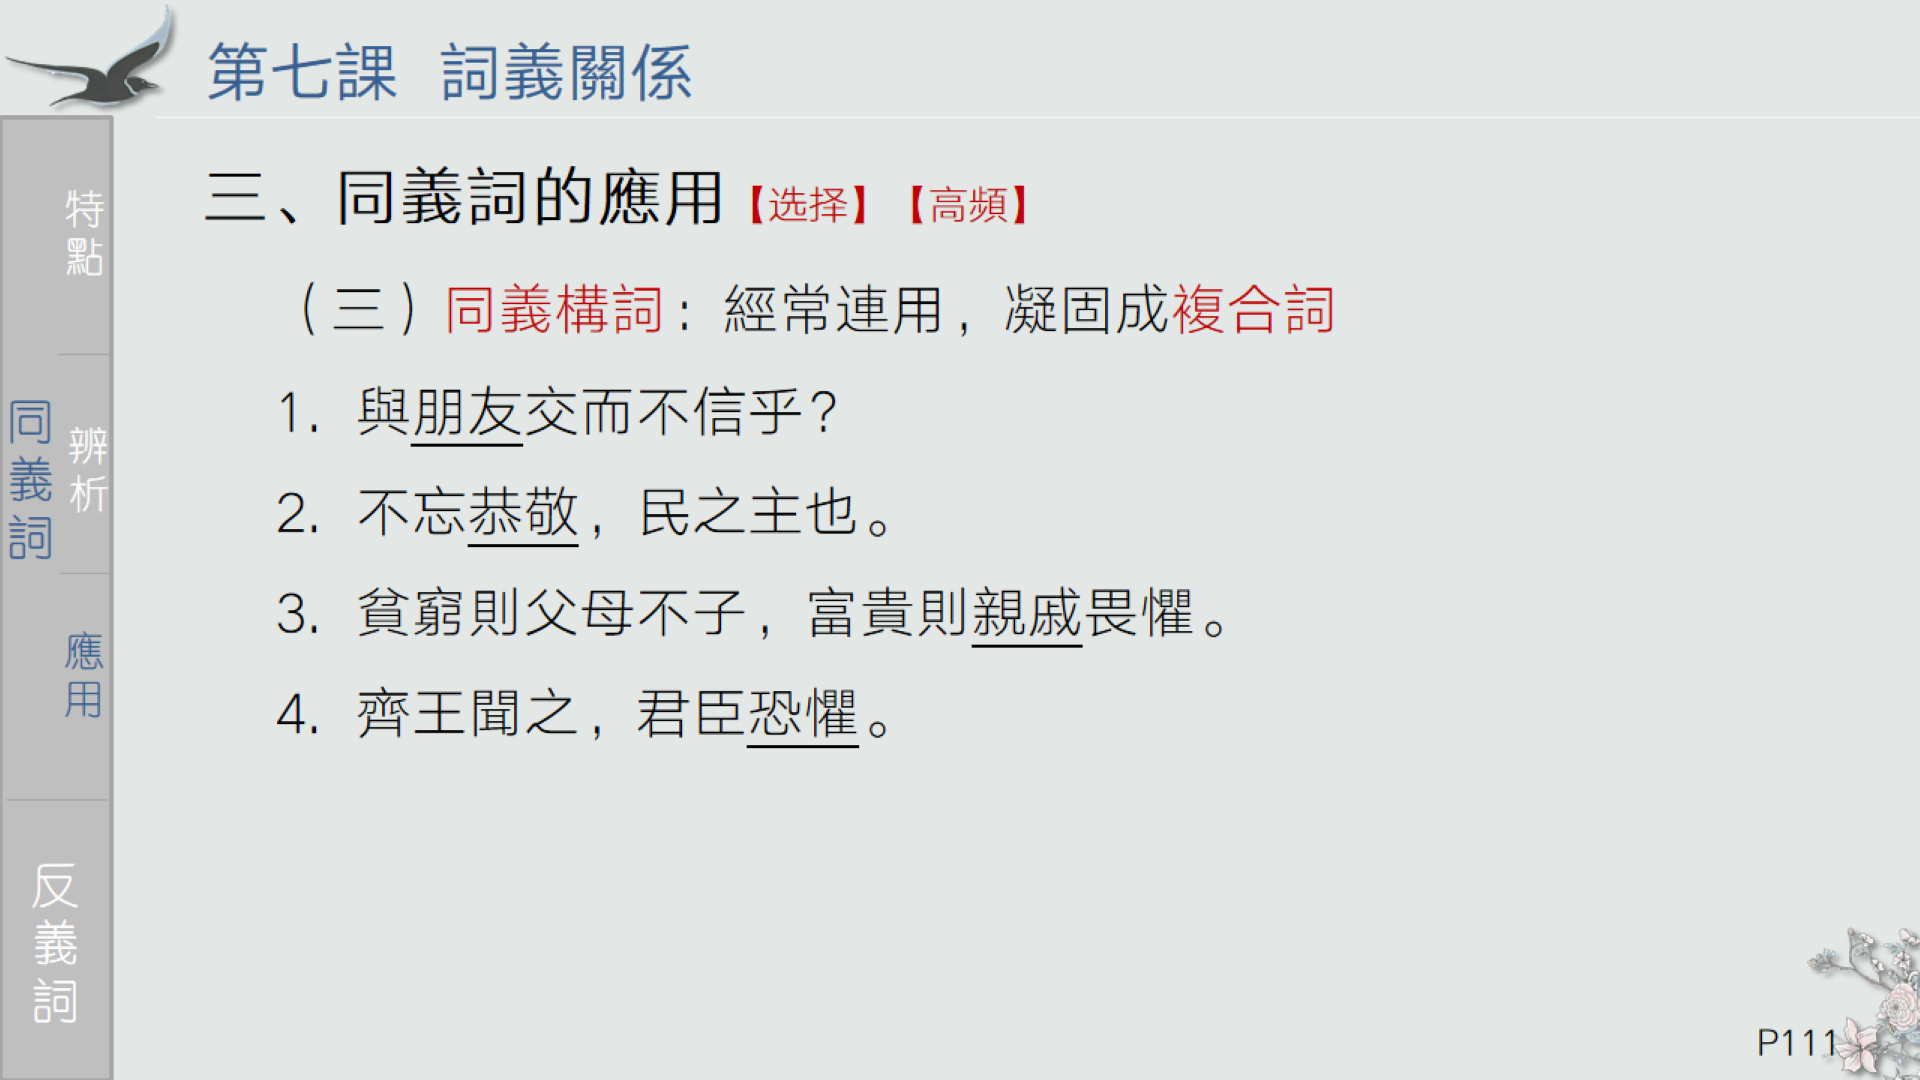 第七課 詞義關係
三、同義詞的應用【选择】【高頻】
（三）同義構詞：經常連用，凝固成複合詞
1. 與朋友交而不信乎？
2. 不忘恭敬，民之主也。
3. 貧窮則父母不子，富貴則親戚畏懼。
4. 齊王聞之，君臣恐懼。
同義詞
特點
辨析
應用
反義詞
P111